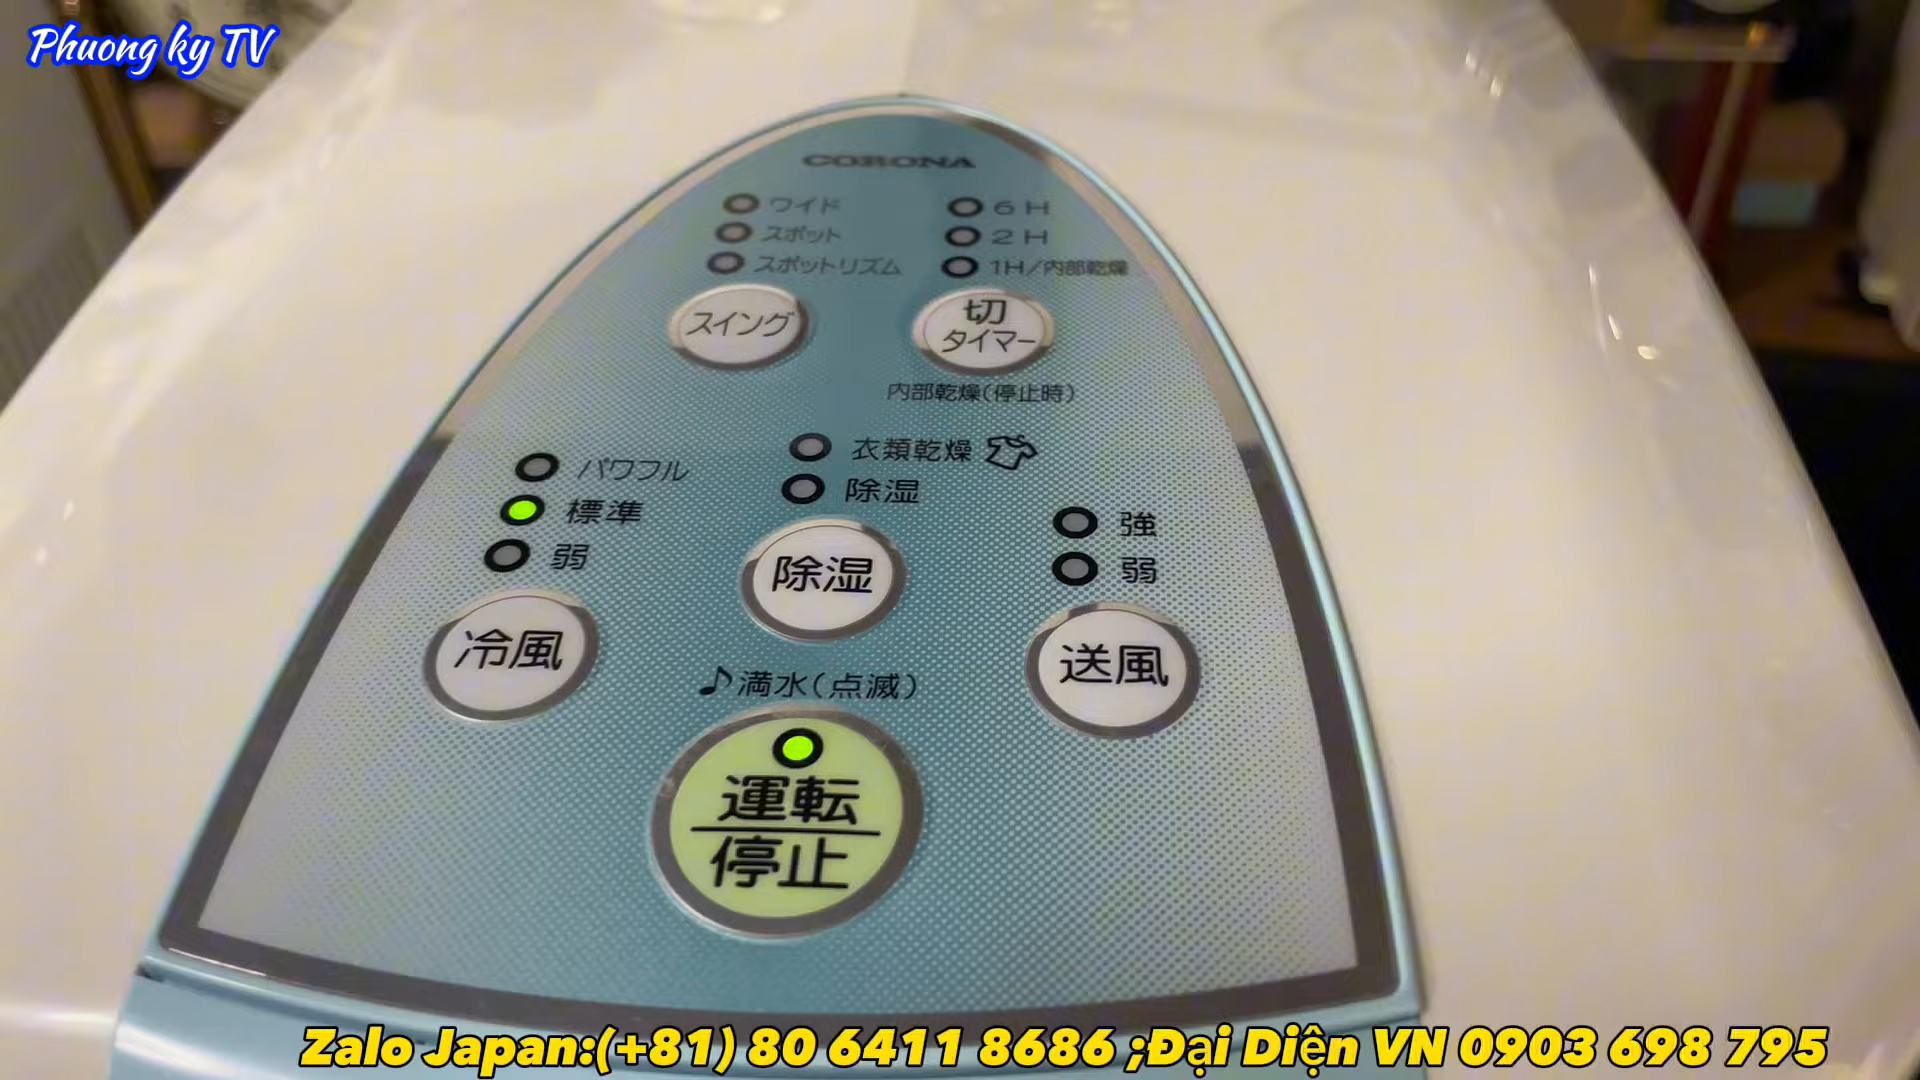 Phuong ky TV
CORONA
ワイド
スポット
スポットリズム
スイング
6 H
2 H
1H/内部乾燥
切
タイマー
内部乾燥(停止時)
パワフル
標準
弱
冷風
衣類乾燥
除湿
除湿
強
弱
送風
♪満水(点滅)
運転
停止
Zalo Japan:(+81) 80 6411 8686 ;Đại Diện VN 0903 698 795